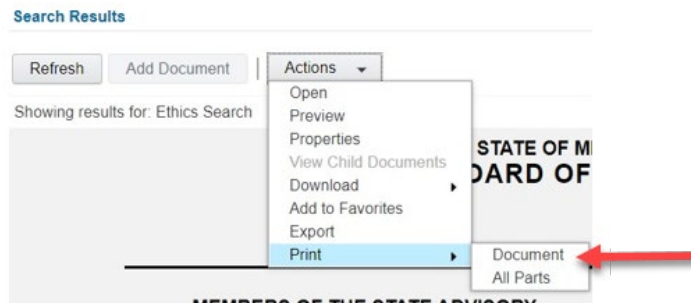 Search Results
Refresh Add Document | Actions
Showing results for: Ethics Search
Open
Preview
Properties
View Child Documents
Download
Add to Favorites
Export
Print
Document
All Parts
STATE OF
OF
MEMBERS OF THE STATE ADVISORY